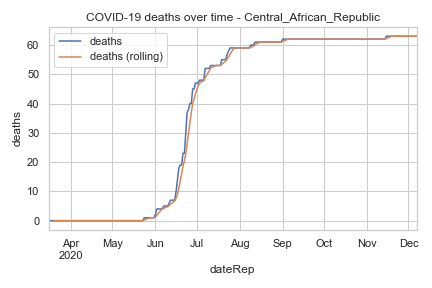 COVID-19 deaths over time - Central_African_Republic
deaths
deaths (rolling)
deaths
60
50
40
30
20
10
0
Apr May Jun Jul Aug Sep Oct Nov Dec
2020
dateRep